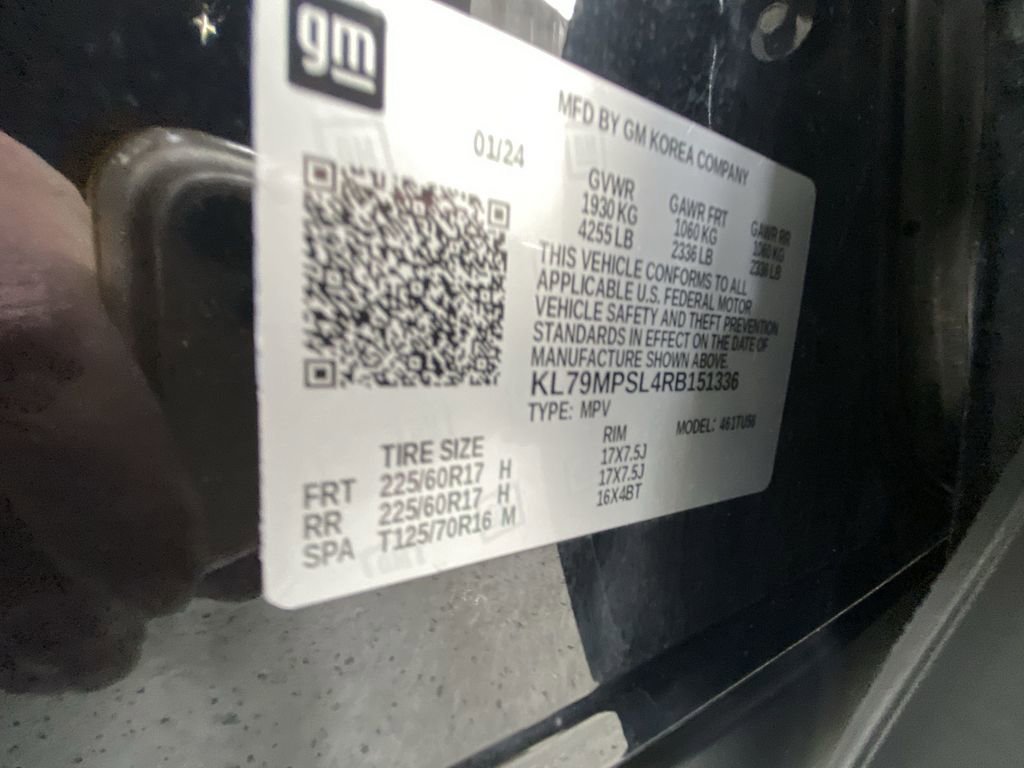 gm
MFD BY GM KOREA COMPANY
01/24
GVWR GAWR FRT GAWR RR
1930 KG 1060 KG 1060 KG
4255 LB 2336 LB 2336 LB
THIS VEHICLE CONFORMS TO ALL
APPLICABLE U.S. FEDERAL MOTOR
VEHICLE SAFETY AND THEFT PREVENTION
STANDARDS IN EFFECT ON THE DATE OF
MANUFACTURE SHOWN ABOVE.
KL79MPSL4RB151336
TYPE: MPV MODEL: 461TU56
TIRE SIZE RIM
FRT 225/60R17 H 17X7.5J
RR 225/60R17 H 17X7.5J
SPA T125/70R16 M 16X4BT